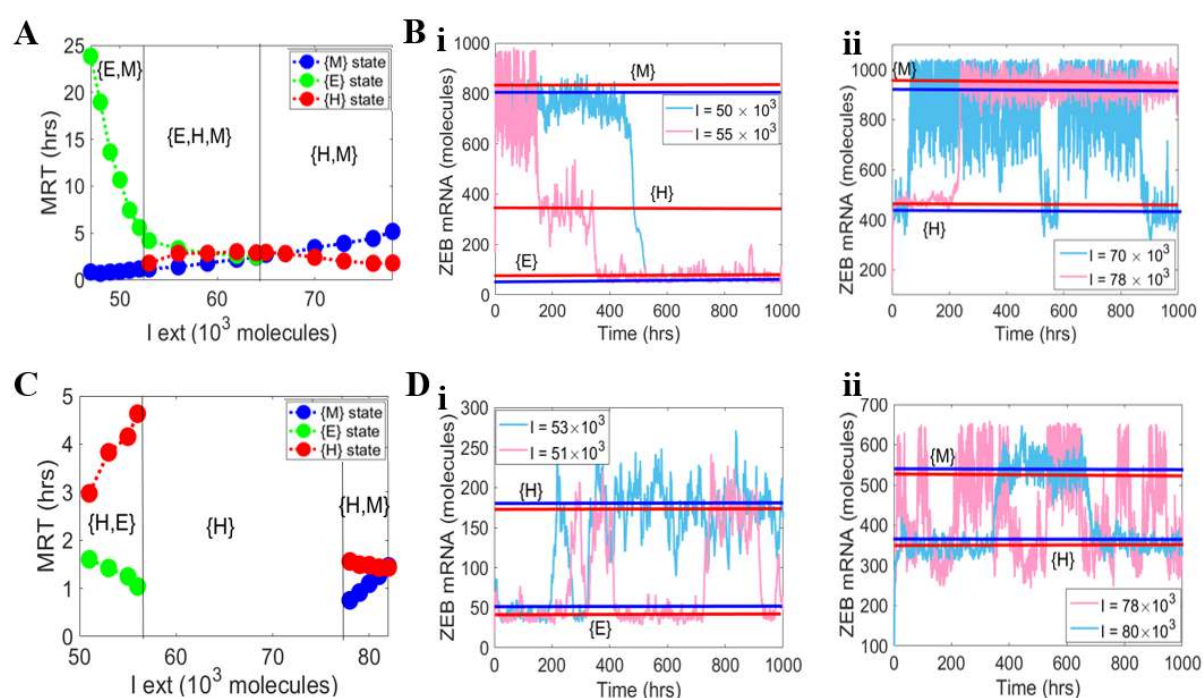 A
MRT (hrs)
25
20
15
10
5
0
{E,M}
{E,H,M}
{H,M}
{M} state
{E} state
{H} state
50
60
70
I ext (10³ molecules)
B
i
ZEB mRNA (molecules)
1000
800
600
400
200
0
{M}
I = 50 × 10³
I = 55 × 10³
{H}
{E}
0
200
400
600
800
1000
Time (hrs)
ii
ZEB mRNA (molecules)
1000
800
600
400
200
{M}
{H}
I = 70 × 10³
I = 78 × 10³
0
200
400
600
800
1000
Time (hrs)
C
MRT (hrs)
5
4
3
2
1
0
{H,E}
{H}
{H,M}
{M} state
{E} state
{H} state
50
60
70
80
I ext (10³ molecules)
D
i
ZEB mRNA (molecules)
300
250
200
150
100
50
0
I = 53×10³
I = 51×10³
{H}
{E}
0
200
400
600
800
1000
Time (hrs)
ii
ZEB mRNA (molecules)
700
600
500
400
300
200
100
{M}
{H}
I = 78×10³
I = 80×10³
0
200
400
600
800
1000
Time (hrs)